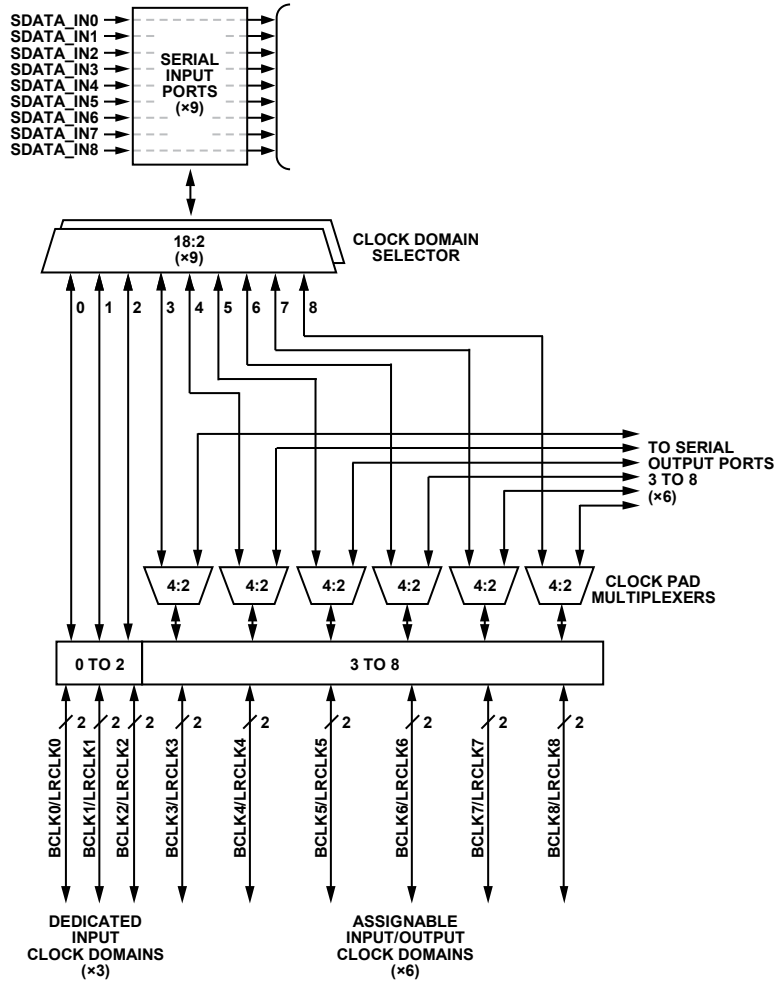 SDATA_IN0
SDATA_IN1
SDATA_IN2
SDATA_IN3
SDATA_IN4
SDATA_IN5
SDATA_IN6
SDATA_IN7
SDATA_IN8
SERIAL
INPUT
PORTS
(×9)
18:2
(×9)
CLOCK DOMAIN
SELECTOR
0 1 2 3 4 5 6 7 8
TO SERIAL
OUTPUT PORTS
3 TO 8
(×6)
4:2 4:2 4:2 4:2 4:2 4:2
CLOCK PAD
MULTIPLEXERS
0 TO 2
3 TO 8
2 2 2 2 2 2 2 2 2
BCLK0/LRCLK0
BCLK1/LRCLK1
BCLK2/LRCLK2
BCLK3/LRCLK3
BCLK4/LRCLK4
BCLK5/LRCLK5
BCLK6/LRCLK6
BCLK7/LRCLK7
BCLK8/LRCLK8
DEDICATED
INPUT
CLOCK DOMAINS
(×3)
ASSIGNABLE
INPUT/OUTPUT
CLOCK DOMAINS
(×6)